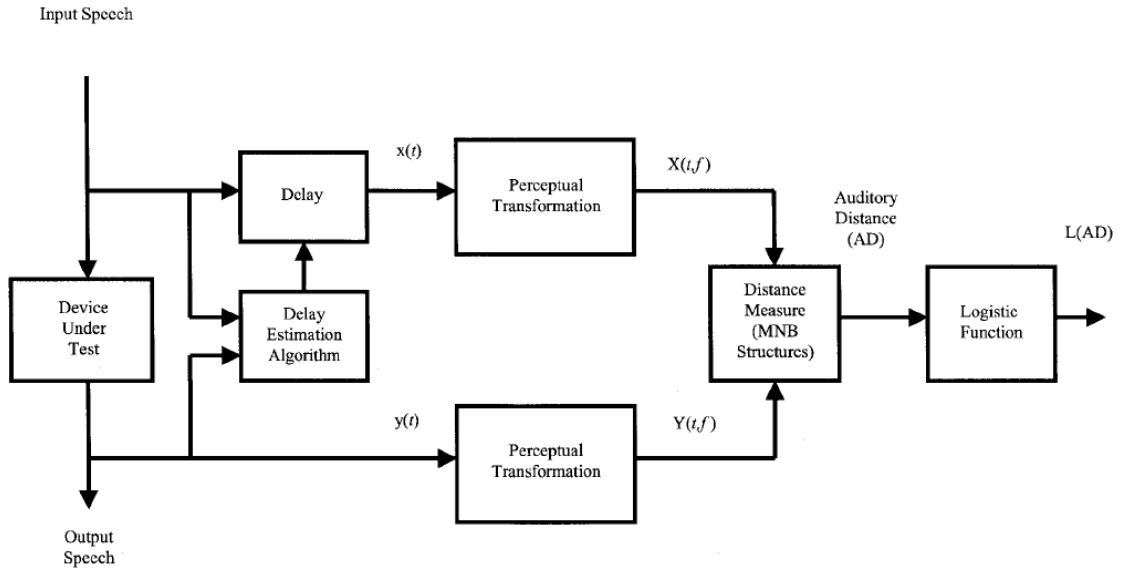 Input Speech
Delay
x(t)
Perceptual
Transformation
X(t,f)
Auditory
Distance
(AD)
L(AD)
Device
Under
Test
Delay
Estimation
Algorithm
Distance
Measure
(MNB
Structures)
Logistic
Function
y(t)
Perceptual
Transformation
Y(t,f)
Output
Speech